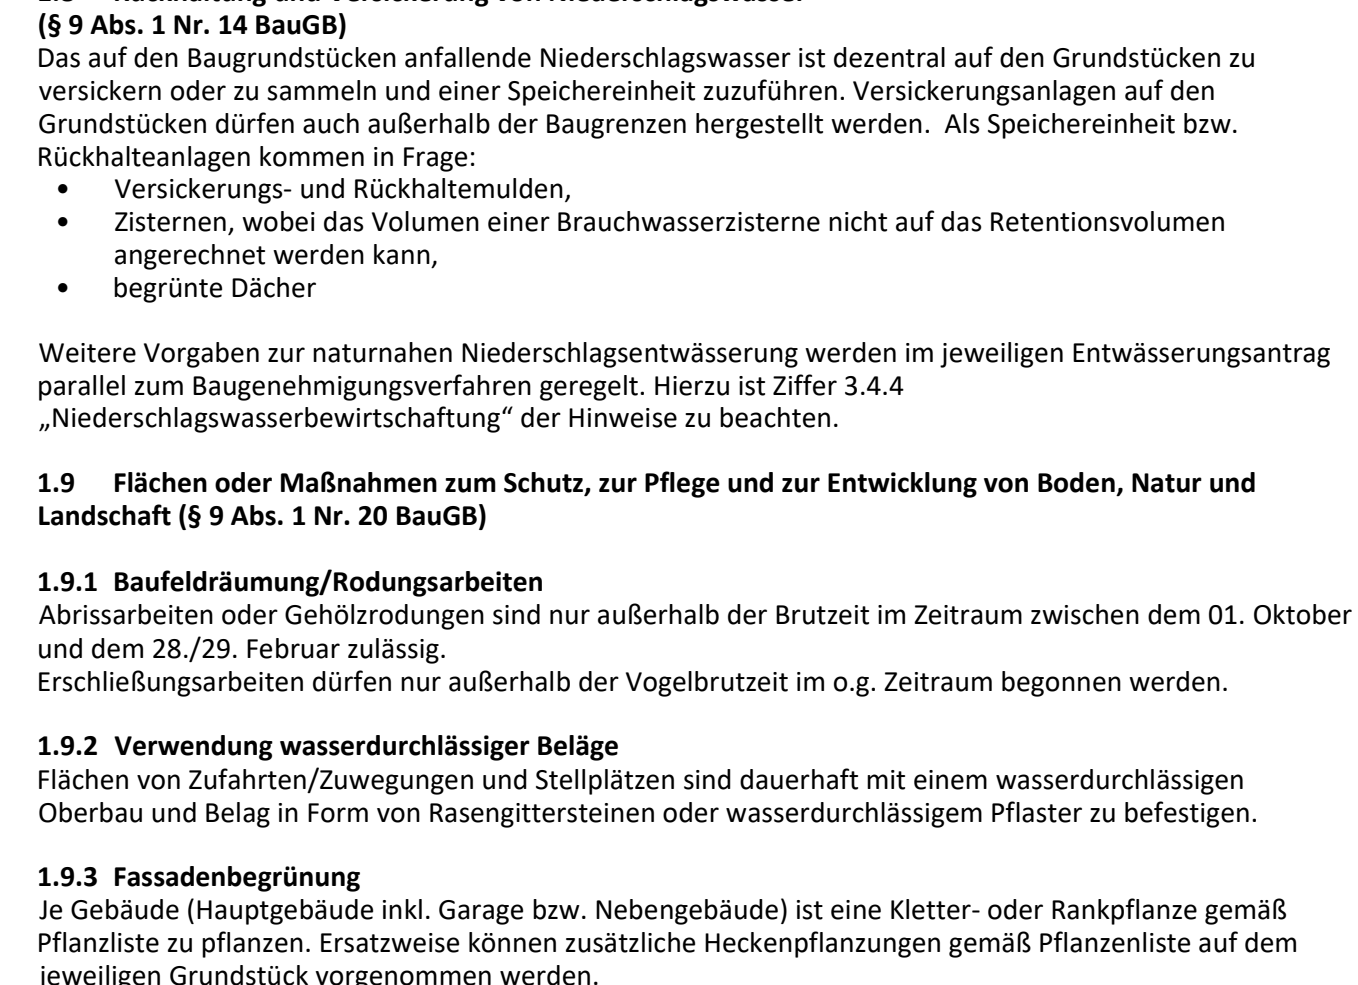 1.8 Rückhaltung und Versickerung von Niederschlagswasser
(§ 9 Abs. 1 Nr. 14 BauGB)
Das auf den Baugrundstücken anfallende Niederschlagswasser ist dezentral auf den Grundstücken zu
versickern oder zu sammeln und einer Speichereinheit zuzuführen. Versickerungsanlagen auf den
Grundstücken dürfen auch außerhalb der Baugrenzen hergestellt werden.  Als Speichereinheit bzw.
Rückhalteanlagen kommen in Frage:
• Versickerungs- und Rückhaltemulden,
• Zisternen, wobei das Volumen einer Brauchwasserzisterne nicht auf das Retentionsvolumen
angerechnet werden kann,
• begrünte Dächer
Weitere Vorgaben zur naturnahen Niederschlagsentwässerung werden im jeweiligen Entwässerungsantrag
parallel zum Baugenehmigungsverfahren geregelt. Hierzu ist Ziffer 3.4.4
„Niederschlagswasserbewirtschaftung“ der Hinweise zu beachten.
1.9 Flächen oder Maßnahmen zum Schutz, zur Pflege und zur Entwicklung von Boden, Natur und
Landschaft (§ 9 Abs. 1 Nr. 20 BauGB)
1.9.1 Baufeldräumung/Rodungsarbeiten
Abrissarbeiten oder Gehölzrodungen sind nur außerhalb der Brutzeit im Zeitraum zwischen dem 01. Oktober
und dem 28./29. Februar zulässig.
Erschließungsarbeiten dürfen nur außerhalb der Vogelbrutzeit im o.g. Zeitraum begonnen werden.
1.9.2 Verwendung wasserdurchlässiger Beläge
Flächen von Zufahrten/Zuwegungen und Stellplätzen sind dauerhaft mit einem wasserdurchlässigen
Oberbau und Belag in Form von Rasengittersteinen oder wasserdurchlässigem Pflaster zu befestigen.
1.9.3 Fassadenbegrünung
Je Gebäude (Hauptgebäude inkl. Garage bzw. Nebengebäude) ist eine Kletter- oder Rankpflanze gemäß
Pflanzliste zu pflanzen. Ersatzweise können zusätzliche Heckenpflanzungen gemäß Pflanzenliste auf dem
jeweiligen Grundstück vorgenommen werden.